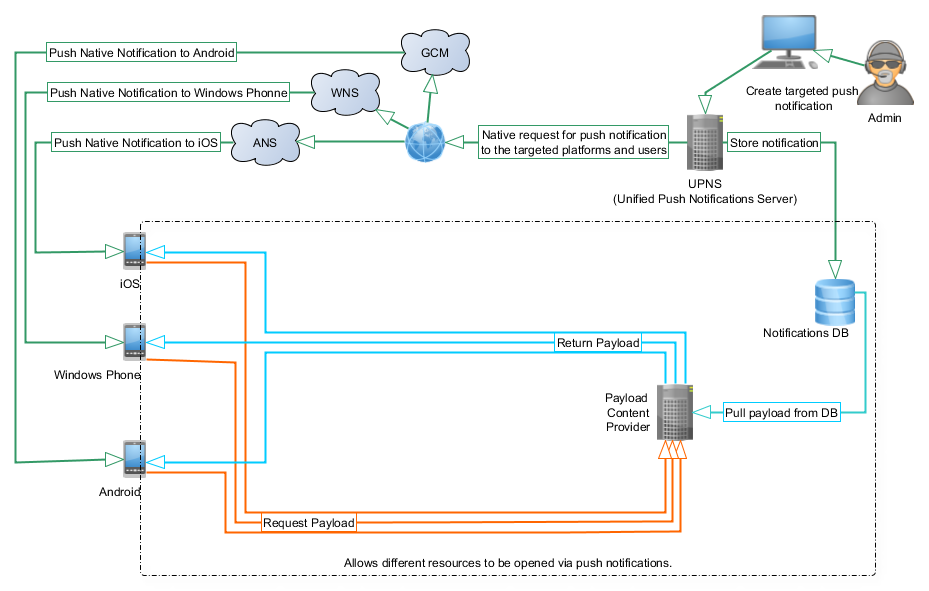 Push Native Notification to Android
GCM
Push Native Notification to Windows Phonne
WNS
Create targeted push
notification
Admin
Push Native Notification to iOS
ANS
Native request for push notification
to the targeted platforms and users
Store notification
UPNS
(Unified Push Notifications Server)
iOS
Notifications DB
Return Payload
Windows Phone
Payload
Content
Provider
Pull payload from DB
Android
Request Payload
Allows different resources to be opened via push notifications.